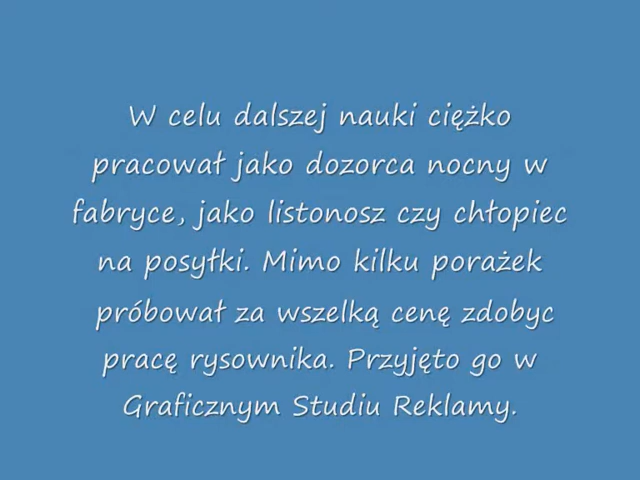 W celu dalszej nauki ciężko
pracował jako dozorca nocny w
fabryce, jako listonosz czy chłopiec
na posyłki. Mimo kilku porażek
próbował za wszelką cenę zdobyc
pracę rysownika. Przyjęto go w
Graficznym Studiu Reklamy.